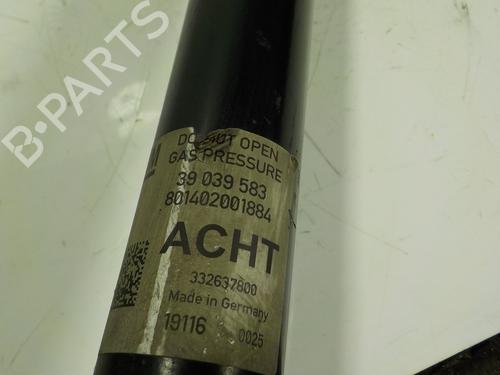 B-PARTS
DO NOT OPEN
GAS PRESSURE
39 039 583
801402001884
ACHT
332637800
Made in Germany
19116 0025